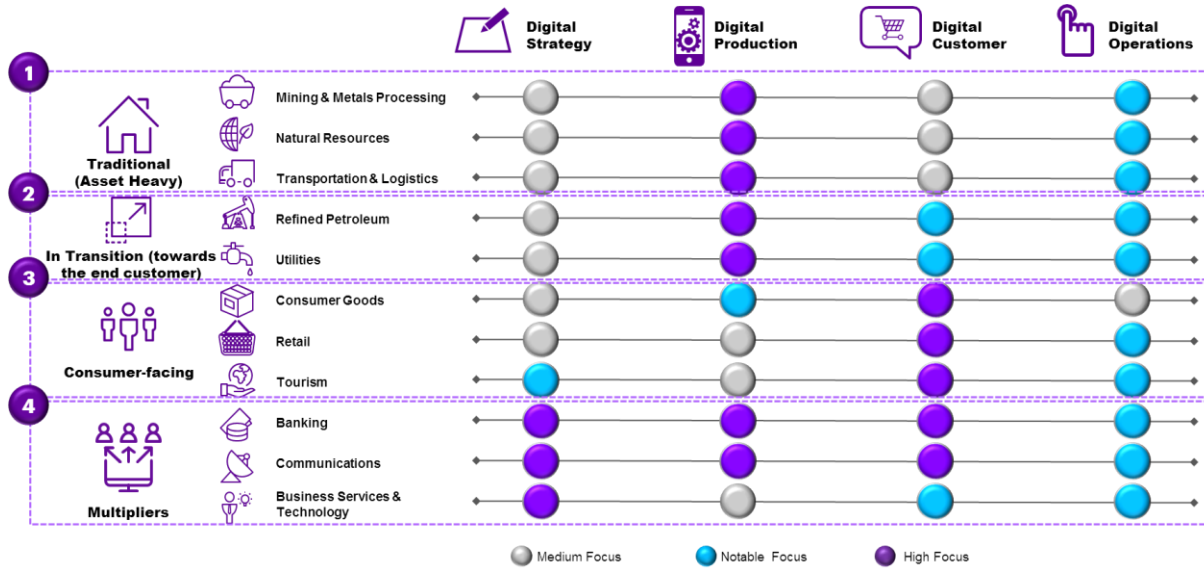 Digital
Strategy
Digital
Production
Digital
Customer
Digital
Operations
1
Traditional
(Asset Heavy)
Mining & Metals Processing
Natural Resources
Transportation & Logistics
2
In Transition (towards
the end customer)
Refined Petroleum
Utilities
3
Consumer-facing
Consumer Goods
Retail
Tourism
4
Multipliers
Banking
Communications
Business Services &
Technology
Medium Focus
Notable Focus
High Focus